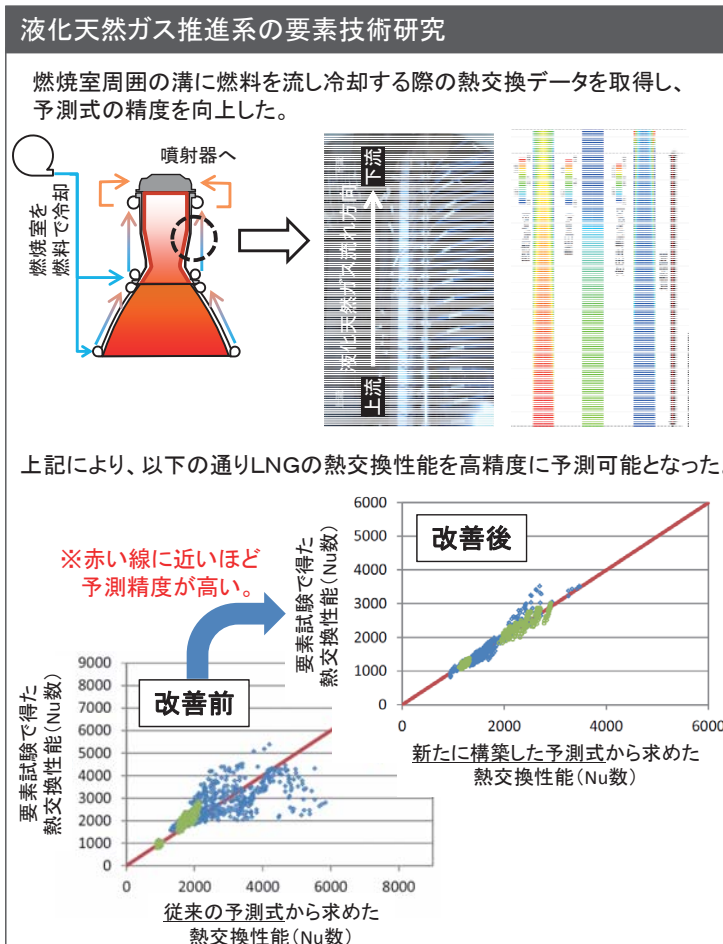 液化天然ガス推進系の要素技術研究
燃焼室周囲の溝に燃料を流し冷却する際の熱交換データを取得し、
予測式の精度を向上した。
噴射器へ
燃焼室を
燃料で冷却
下流
液化天然ガス流れ方向
上流
上記により、以下の通りLNGの熱交換性能を高精度に予測可能となった。
※赤い線に近いほど
予測精度が高い。
改善後
要素試験で得た
熱交換性能(Nu数)
6000
5000
4000
3000
2000
1000
0
0 2000 4000 6000
新たに構築した予測式から求めた
熱交換性能(Nu数)
改善前
要素試験で得た
熱交換性能(Nu数)
9000
8000
7000
6000
5000
4000
3000
2000
1000
0
0 2000 4000 6000 8000
従来の予測式から求めた
熱交換性能(Nu数)